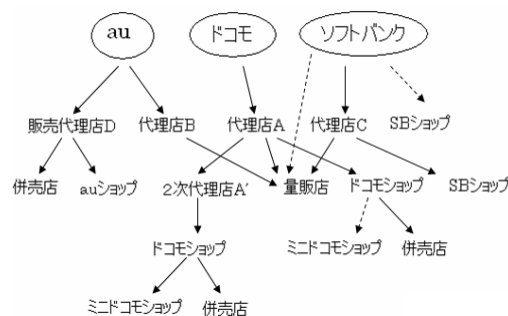 au ドコモ ソフトバンク
販売代理店D 代理店B 代理店A 代理店C SBショップ
併売店 auショップ 2次代理店A' 量販店 ドコモショップ SBショップ
ドコモショップ ミニドコモショップ 併売店
ミニドコモショップ 併売店